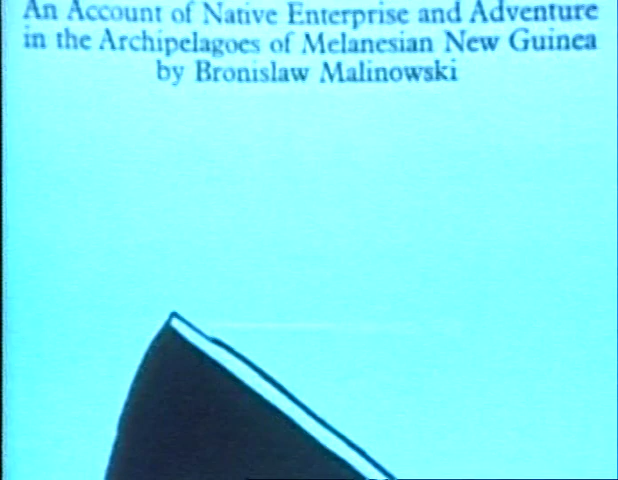 An Account of Native Enterprise and Adventure
in the Archipelagoes of Melanesian New Guinea
by Bronislaw Malinowski